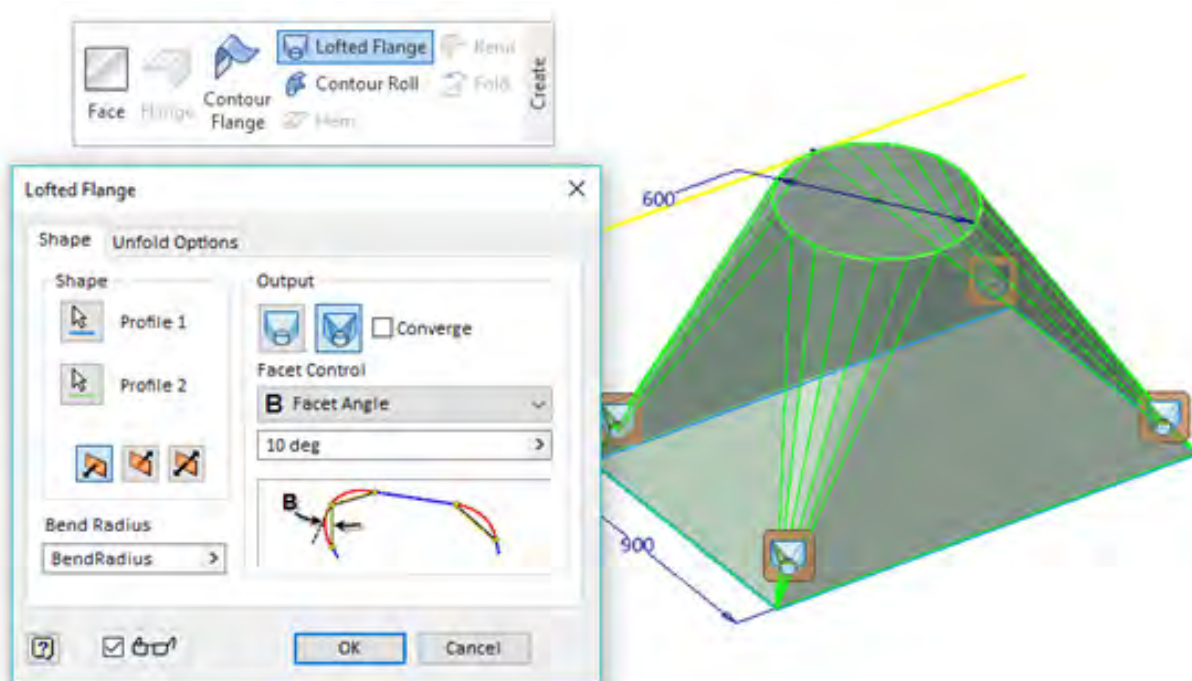 Face
Flange
Contour
Flange
Lofted Flange
Contour Roll
Hem
Bend
Fold
Create
Lofted Flange
Shape
Unfold Options
Shape
Profile 1
Profile 2
Bend Radius
BendRadius
Output
Converge
Facet Control
B Facet Angle
10 deg
B
OK
Cancel
600
900